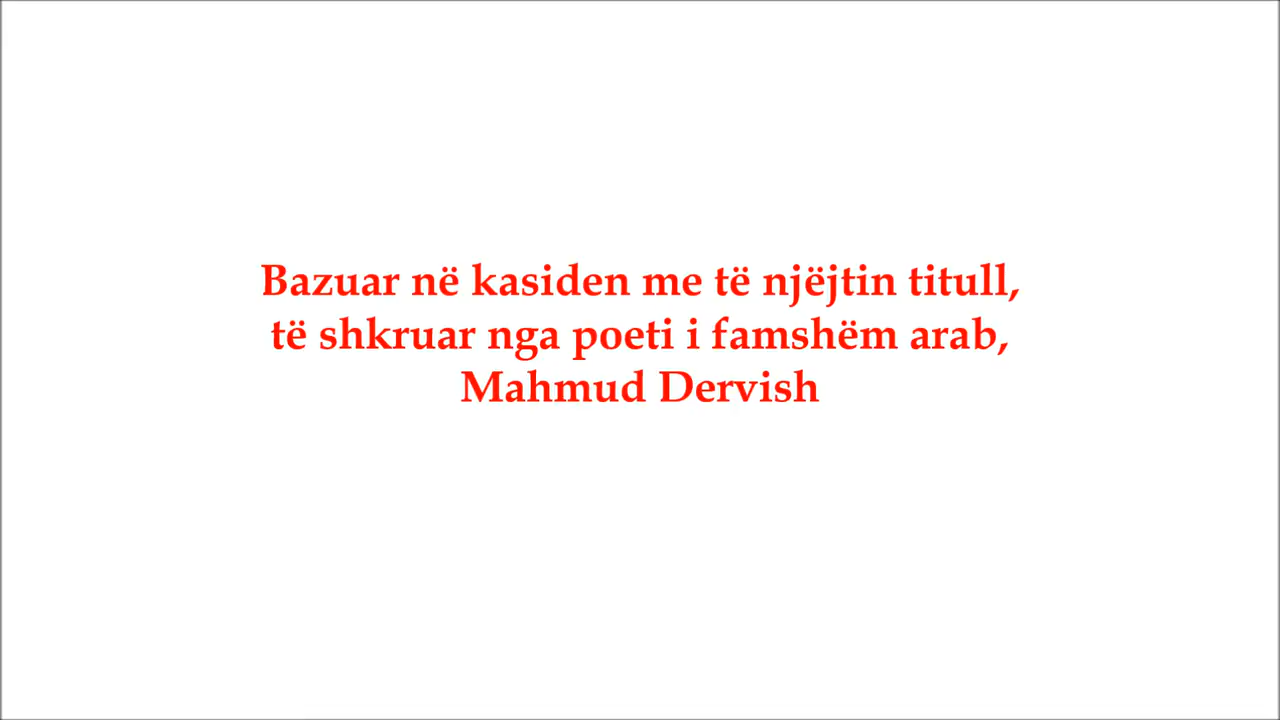 Bazuar në kasiden me të njëjtin titull,
të shkruar nga poeti i famshëm arab,
Mahmud Dervish